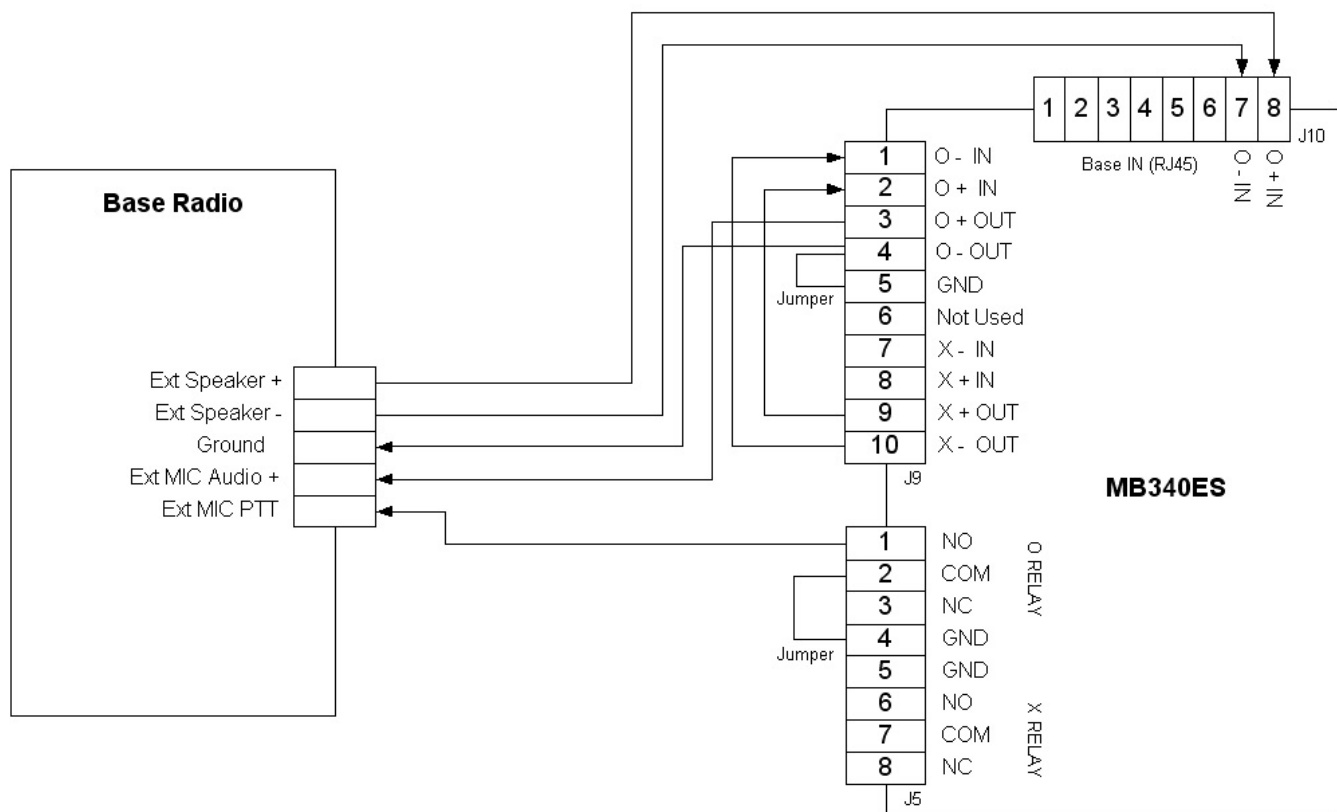 Base Radio
Ext Speaker +
Ext Speaker -
Ground
Ext MIC Audio +
Ext MIC PTT
1 2 3 4 5 6 7 8
J10
Base IN (RJ45)
O - IN
O + IN
1 O - IN
2 O + IN
3 O + OUT
4 O - OUT
5 GND
Jumper
6 Not Used
7 X - IN
8 X + IN
9 X + OUT
10 X - OUT
J9
MB340ES
1 NO
2 COM
3 NC
4 GND
Jumper
5 GND
6 NO
7 COM
8 NC
O RELAY
X RELAY
J5